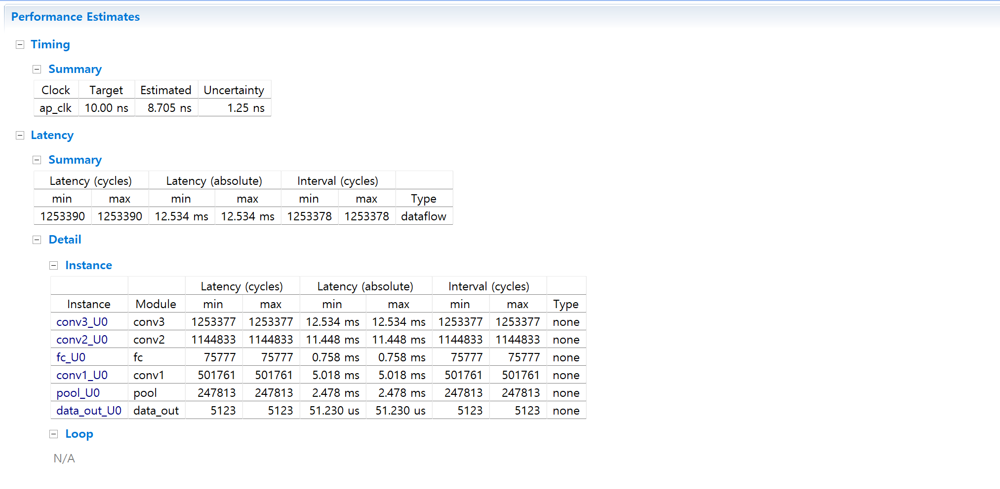 Performance Estimates
Timing
Summary
Clock Target Estimated Uncertainty
ap_clk 10.00 ns 8.705 ns 1.25 ns
Latency
Summary
Latency (cycles) Latency (absolute) Interval (cycles)
min max min max min max Type
1253390 1253390 12.534 ms 12.534 ms 1253378 1253378 dataflow
Detail
Instance
Latency (cycles) Latency (absolute) Interval (cycles)
Instance Module min max min max min max Type
conv3_U0 conv3 1253377 1253377 12.534 ms 12.534 ms 1253377 1253377 none
conv2_U0 conv2 1144833 1144833 11.448 ms 11.448 ms 1144833 1144833 none
fc_U0 fc 75777 75777 0.758 ms 0.758 ms 75777 75777 none
conv1_U0 conv1 501761 501761 5.018 ms 5.018 ms 501761 501761 none
pool_U0 pool 247813 247813 2.478 ms 2.478 ms 247813 247813 none
data_out_U0 data_out 5123 5123 51.230 us 51.230 us 5123 5123 none
Loop
N/A